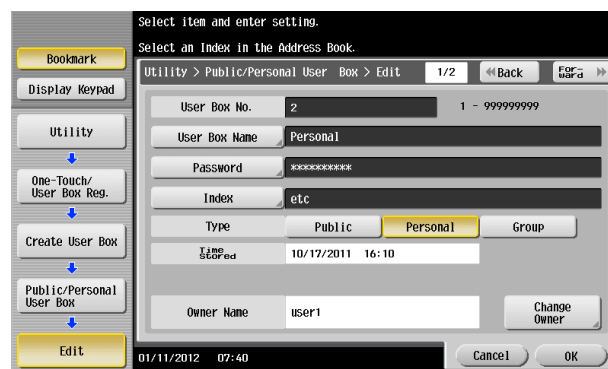 Select item and enter setting.
Select an Index in the Address Book.
Bookmark
Display Keypad
Utility
One-Touch/
User Box Reg.
Create User Box
Public/Personal
User Box
Edit
Utility > Public/Personal User Box > Edit
1/2
Back
For-
ward
User Box No.
2
1 - 999999999
User Box Name
Personal
Password
**********
Index
etc
Type
Public
Personal
Group
Time
Stored
10/17/2011 16:10
Owner Name
user1
Change
Owner
01/11/2012 07:40
Cancel
OK